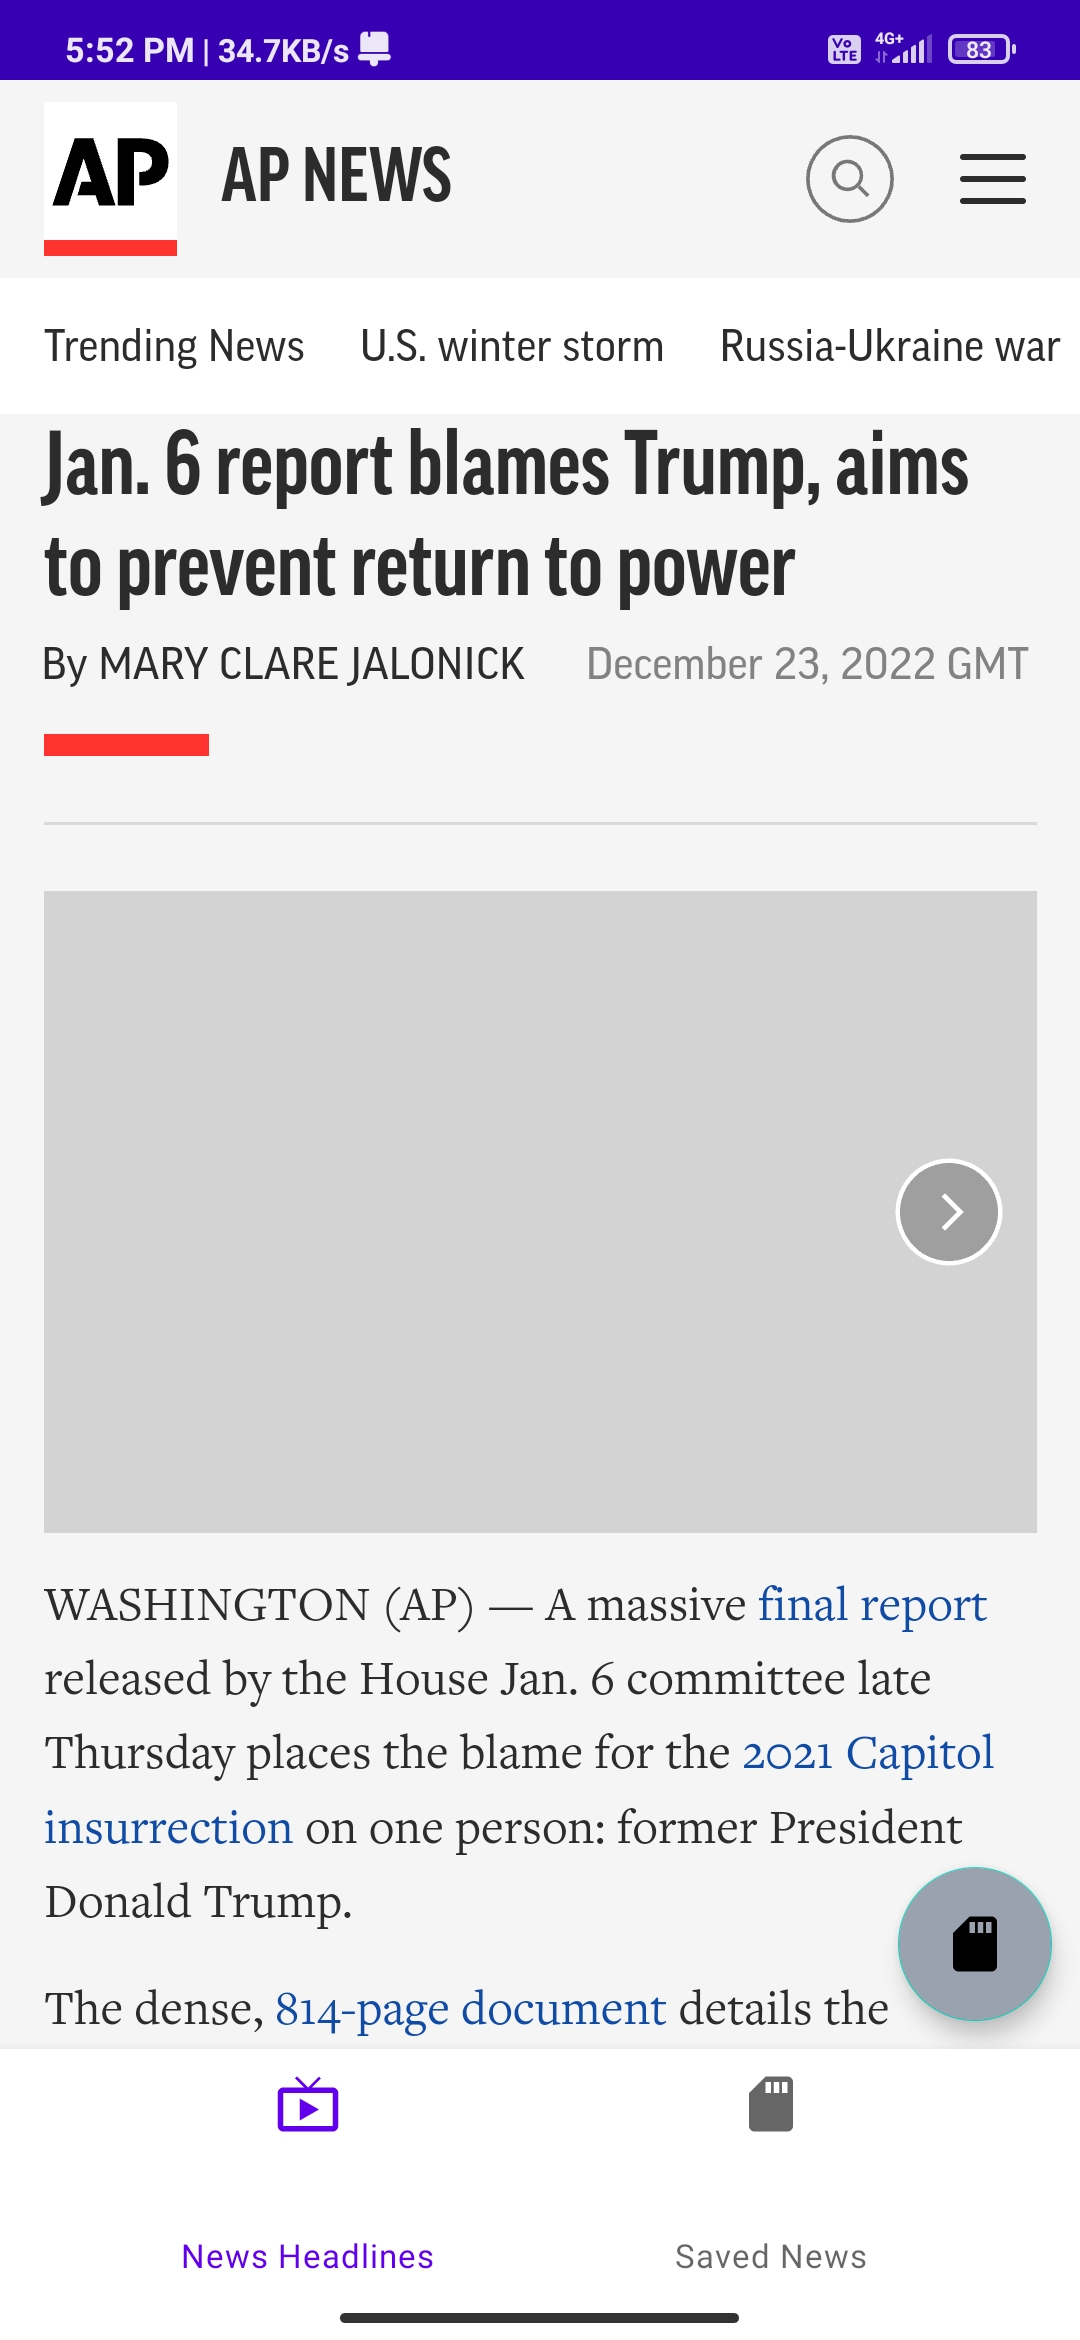 5:52 PM | 34.7KB/s
Vo LTE
4G+
83
AP
AP NEWS
Trending News U.S. winter storm Russia-Ukraine war
Jan. 6 report blames Trump, aims
to prevent return to power
By MARY CLARE JALONICK December 23, 2022 GMT
WASHINGTON (AP) — A massive final report
released by the House Jan. 6 committee late
Thursday places the blame for the 2021 Capitol
insurrection on one person: former President
Donald Trump.
The dense, 814-page document details the
News Headlines Saved News